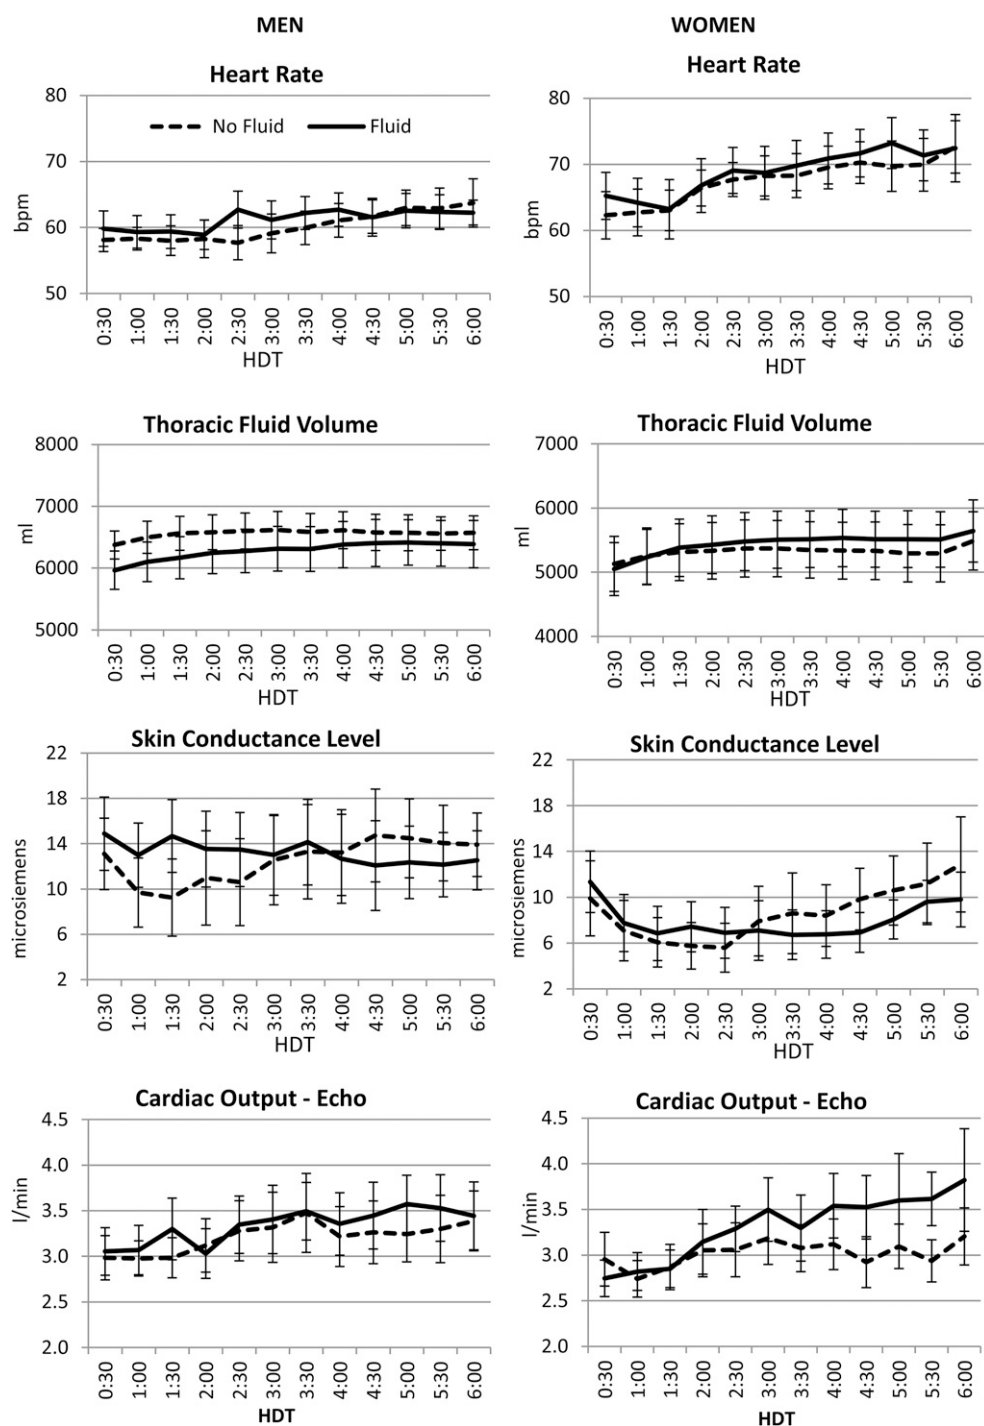 MEN WOMEN
Heart Rate
80
70
60
50
bpm
No Fluid Fluid
0:30 1:00 1:30 2:00 2:30 3:00 3:30 4:00 4:30 5:00 5:30 6:00
HDT
Heart Rate
80
70
60
50
bpm
0:30 1:00 1:30 2:00 2:30 3:00 3:30 4:00 4:30 5:00 5:30 6:00
HDT
Thoracic Fluid Volume
8000
7000
6000
5000
ml
0:30 1:00 1:30 2:00 2:30 3:00 3:30 4:00 4:30 5:00 5:30 6:00
HDT
Thoracic Fluid Volume
7000
6000
5000
4000
ml
0:30 1:00 1:30 2:00 2:30 3:00 3:30 4:00 4:30 5:00 5:30 6:00
HDT
Skin Conductance Level
22
18
14
10
6
2
microsiemens
0:30 1:00 1:30 2:00 2:30 3:00 3:30 4:00 4:30 5:00 5:30 6:00
HDT
Skin Conductance Level
22
18
14
10
6
2
microsiemens
0:30 1:00 1:30 2:00 2:30 3:00 3:30 4:00 4:30 5:00 5:30 6:00
HDT
Cardiac Output - Echo
4.5
4.0
3.5
3.0
2.5
2.0
l/min
0:30 1:00 1:30 2:00 2:30 3:00 3:30 4:00 4:30 5:00 5:30 6:00
HDT
Cardiac Output - Echo
4.5
4.0
3.5
3.0
2.5
2.0
l/min
0:30 1:00 1:30 2:00 2:30 3:00 3:30 4:00 4:30 5:00 5:30 6:00
HDT